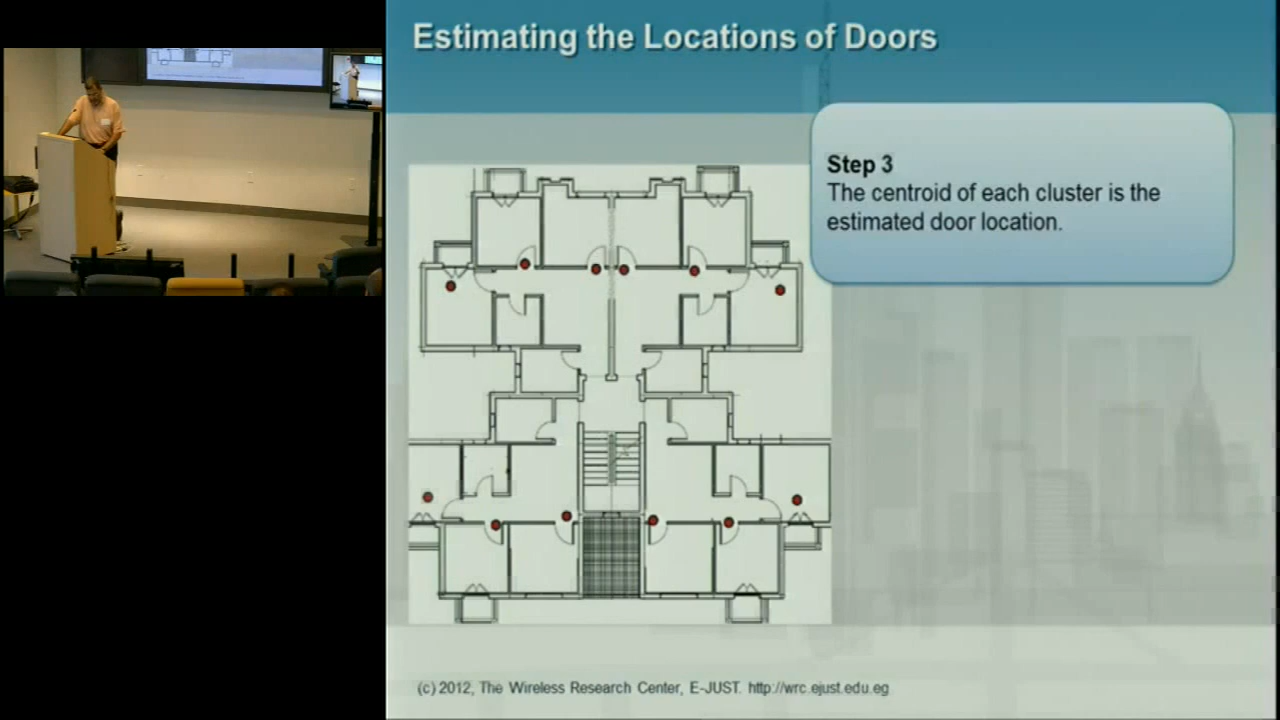 Estimating the Locations of Doors
Step 3
The centroid of each cluster is the
estimated door location.
(c) 2012, The Wireless Research Center, E-JUST. http://wrc.ejust.edu.eg